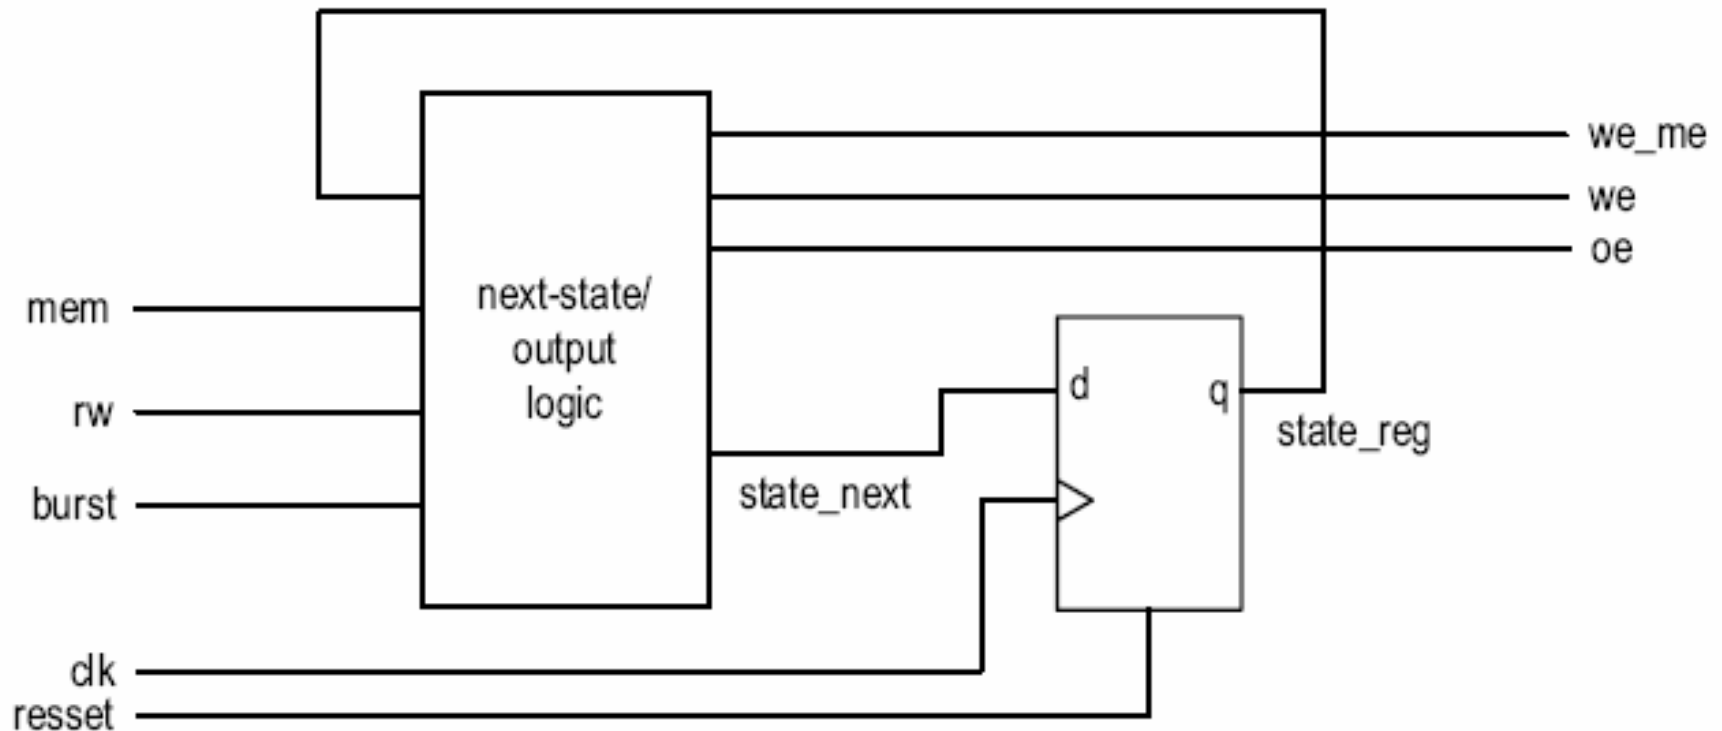 we_me
we
oe
mem
next-state/
output
logic
rw
burst
d
q
state_reg
state_next
clk
resset